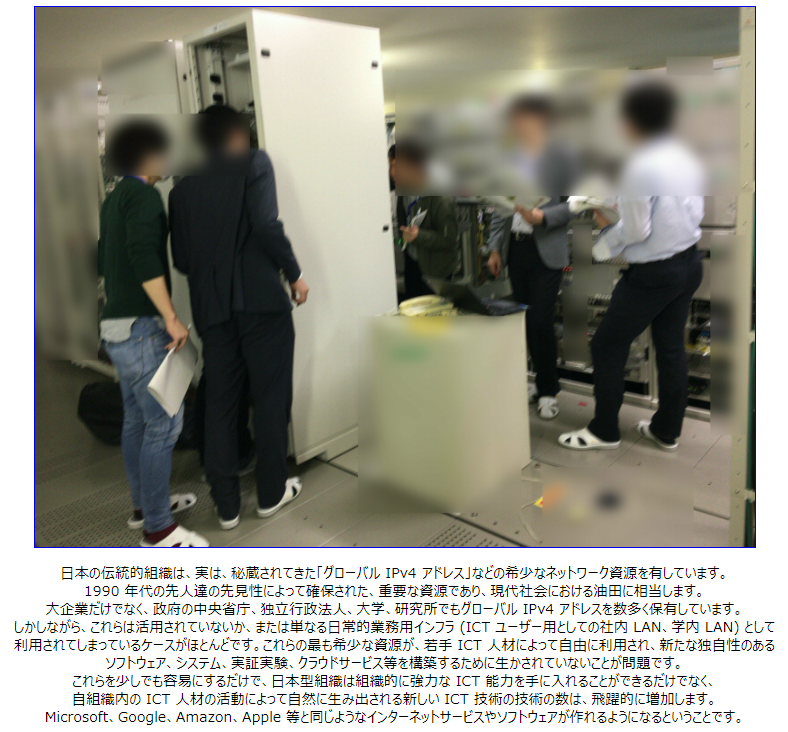 日本の伝統的組織は、実は、秘蔵されてきた「グローバル IPv4 アドレス」などの希少なネットワーク資源を有しています。
1990 年代の先人達の先見性によって確保された、重要な資源であり、現代社会における油田に相当します。
大企業だけでなく、政府の中央省庁、独立行政法人、大学、研究所でもグローバル IPv4 アドレスを数多く保有しています。
しかしながら、これらは活用されていないか、または単なる日常的業務用インフラ (ICT ユーザー用としての社内 LAN、学内 LAN) として
利用されてしまっているケースがほとんどです。これらの最も希少な資源が、若手 ICT 人材によって自由に利用され、新たな独自性のある
ソフトウェア、システム、実証実験、クラウドサービス等を構築するために生かされていないことが問題です。
これらを少しでも容易にするだけで、日本型組織は組織的に強力な ICT 能力を手に入れることができるだけでなく、
自組織内の ICT 人材の活動によって自然に生み出される新しい ICT 技術の技術の数は、飛躍的に増加します。
Microsoft、Google、Amazon、Apple 等と同じようなインターネットサービスやソフトウェアが作れるようになるということです。